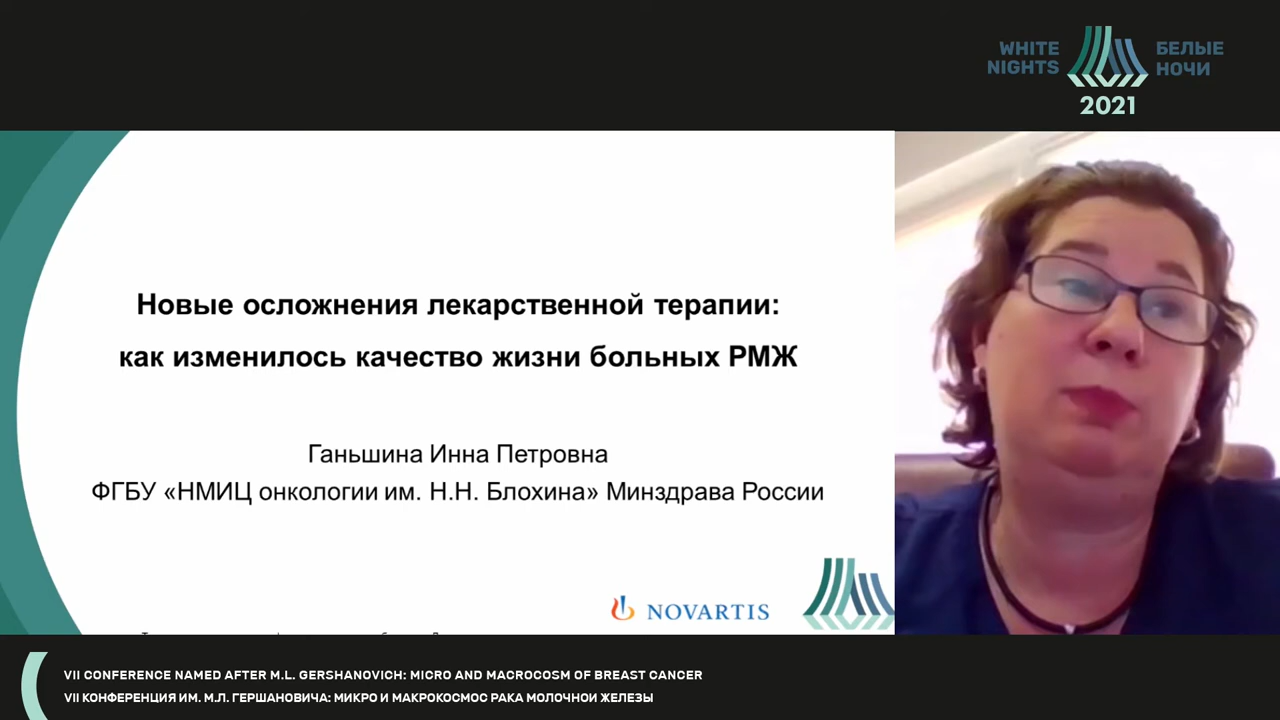 WHITE NIGHTS
БЕЛЫЕ НОЧИ
2021
Новые осложнения лекарственной терапии:
как изменилось качество жизни больных РМЖ
Ганьшина Инна Петровна
ФГБУ «НМИЦ онкологии им. Н.Н. Блохина» Минздрава России
NOVARTIS
VII CONFERENCE NAMED AFTER M.L. GERSHANOVICH: MICRO AND MACROCOSM OF BREAST CANCER
VII КОНФЕРЕНЦИЯ ИМ. М.Л. ГЕРШАНОВИЧА: МИКРО И МАКРОКОСМОС РАКА МОЛОЧНОЙ ЖЕЛЕЗЫ